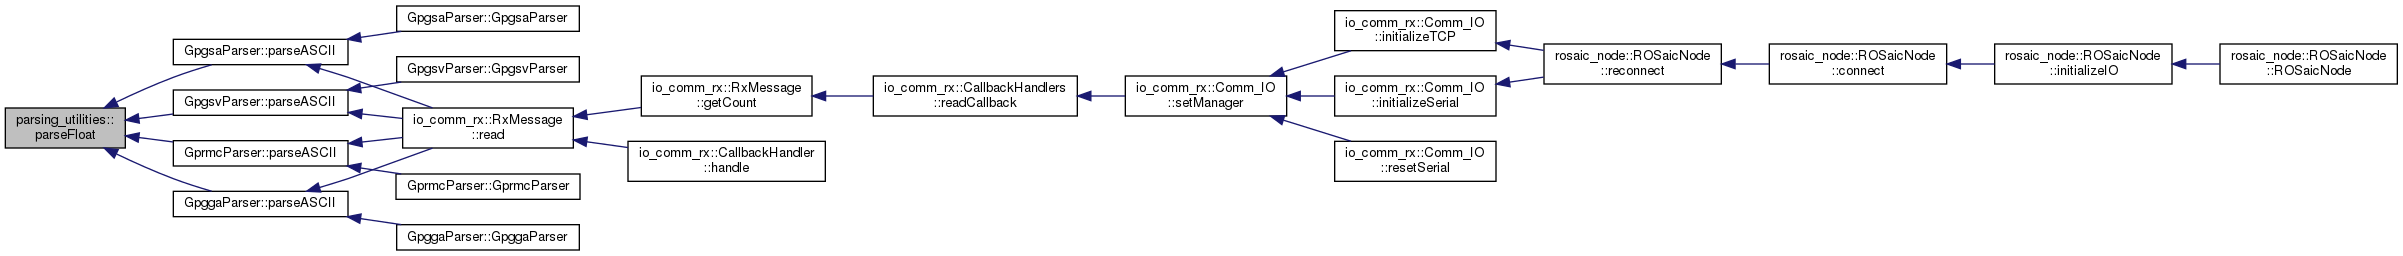 parsing_utilities::
parseFloat
GpgsaParser::parseASCII
GpgsvParser::parseASCII
GprmcParser::parseASCII
GpggaParser::parseASCII
GpgsaParser::GpgsaParser
GpgsvParser::GpgsvParser
io_comm_rx::RxMessage
::read
GprmcParser::GprmcParser
GpggaParser::GpggaParser
io_comm_rx::RxMessage
::getCount
io_comm_rx::CallbackHandler
::handle
io_comm_rx::CallbackHandlers
::readCallback
io_comm_rx::Comm_IO
::setManager
io_comm_rx::Comm_IO
::initializeTCP
io_comm_rx::Comm_IO
::initializeSerial
io_comm_rx::Comm_IO
::resetSerial
rosaic_node::ROSaicNode
::reconnect
rosaic_node::ROSaicNode
::connect
rosaic_node::ROSaicNode
::initializeIO
rosaic_node::ROSaicNode
::ROSaicNode